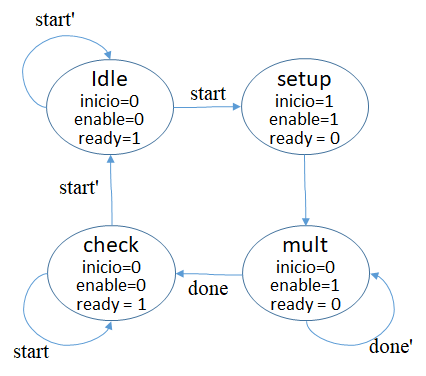 start'
Idle
inicio=0
enable=0
ready=1
start
setup
inicio=1
enable=1
ready = 0
start'
check
inicio=0
enable=0
ready = 1
done
mult
inicio=0
enable=1
ready = 0
start
done'